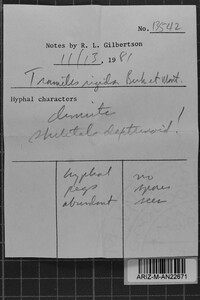 No. 13542
Notes by R. L. Gilbertson
11/13, 1981
Trametes rigida Berk et Mont.
Hyphal characters
dimitic
skeletals dextrinoid!
hyphal no
pegs spores
abundant seen
ARIZ-M-AN22671